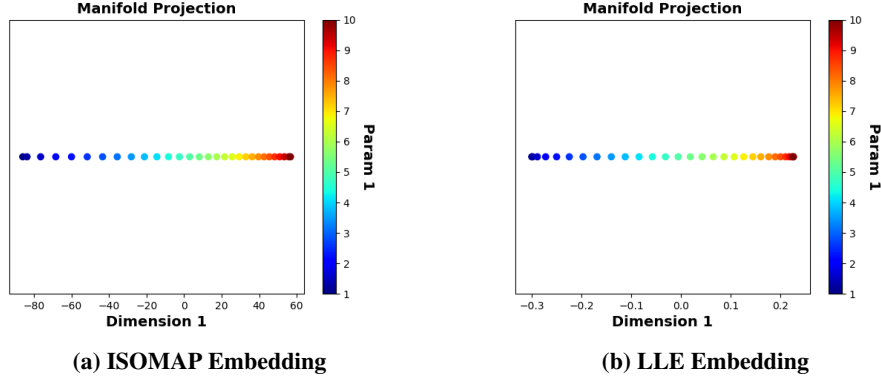 Manifold Projection
10
9
8
7
6
5
4
3
2
1
Param 1
−80 −60 −40 −20 0 20 40 60
Dimension 1
(a) ISOMAP Embedding
Manifold Projection
10
9
8
7
6
5
4
3
2
1
Param 1
−0.3 −0.2 −0.1 0.0 0.1 0.2
Dimension 1
(b) LLE Embedding